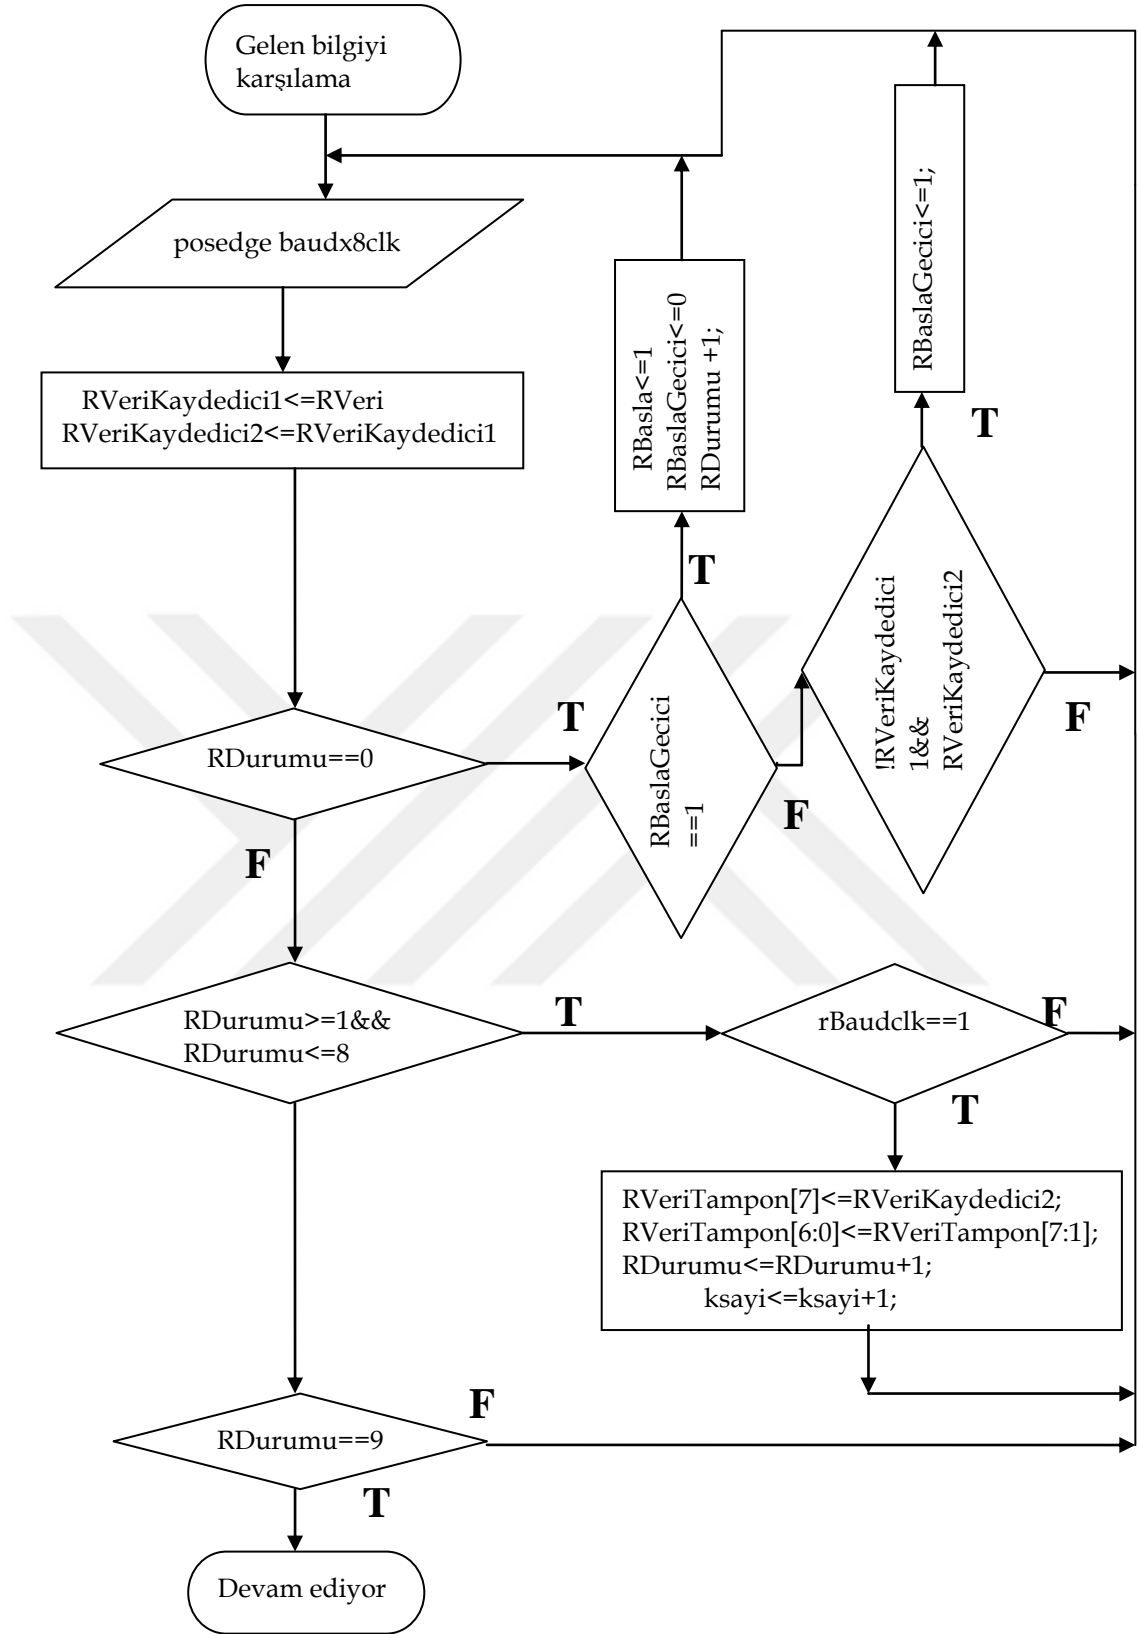 Gelen bilgiyi
karşılama
posedge baudx8clk
RVeriKaydedici1<=RVeri
RVeriKaydedici2<=RVeriKaydedici1
RBasla<=1
RBaslaGecici<=0
RDurumu +1;
RBaslaGecici<=1;
T
T
!RVeriKaydedici
1&&
RVeriKaydedici2
F
RDurumu==0
T
RBaslaGecici
==1
F
F
RDurumu>=1&&
RDurumu<=8
T
rBaudclk==1
F
T
RVeriTampon[7]<=RVeriKaydedici2;
RVeriTampon[6:0]<=RVeriTampon[7:1];
RDurumu<=RDurumu+1;
ksayi<=ksayi+1;
RDurumu==9
F
T
Devam ediyor